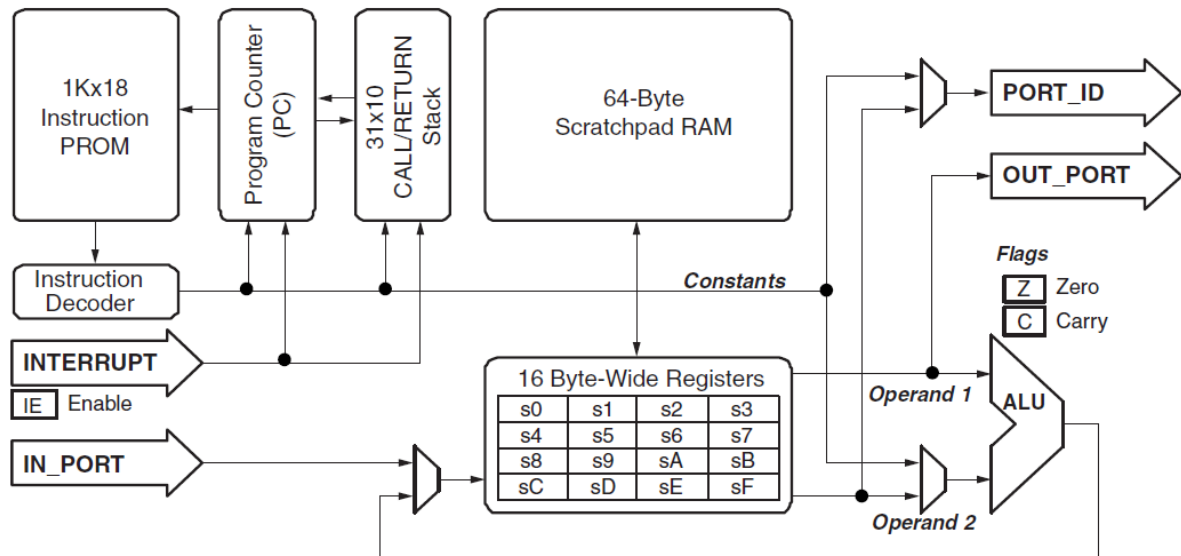 1Kx18
Instruction
PROM
Program Counter
(PC)
31x10
CALL/RETURN
Stack
64-Byte
Scratchpad RAM
PORT_ID
OUT_PORT
Instruction
Decoder
Constants
Flags
Z Zero
C Carry
INTERRUPT
IE Enable
IN_PORT
16 Byte-Wide Registers
s0 s1 s2 s3
s4 s5 s6 s7
s8 s9 sA sB
sC sD sE sF
Operand 1
ALU
Operand 2